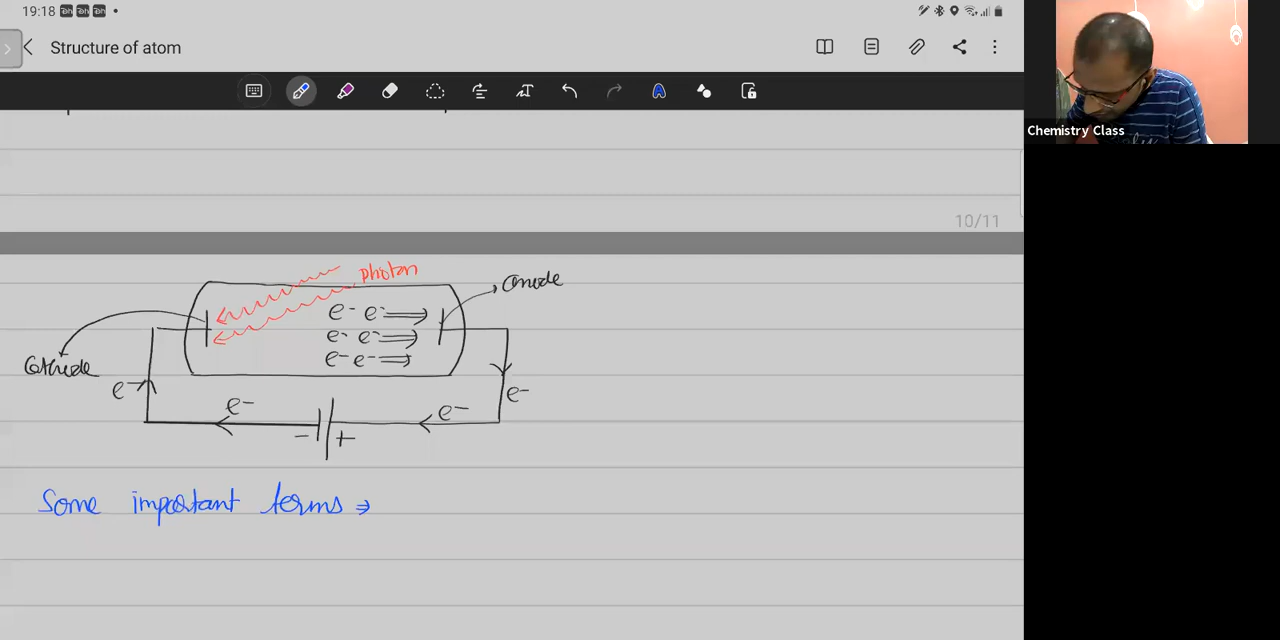 19:18
Structure of atom
Chemistry Class
10/11
photon
anode
e- e-
e- e-
e- e-
Cathode
e-
e-
e-
e-
- +
Some important terms ⇒